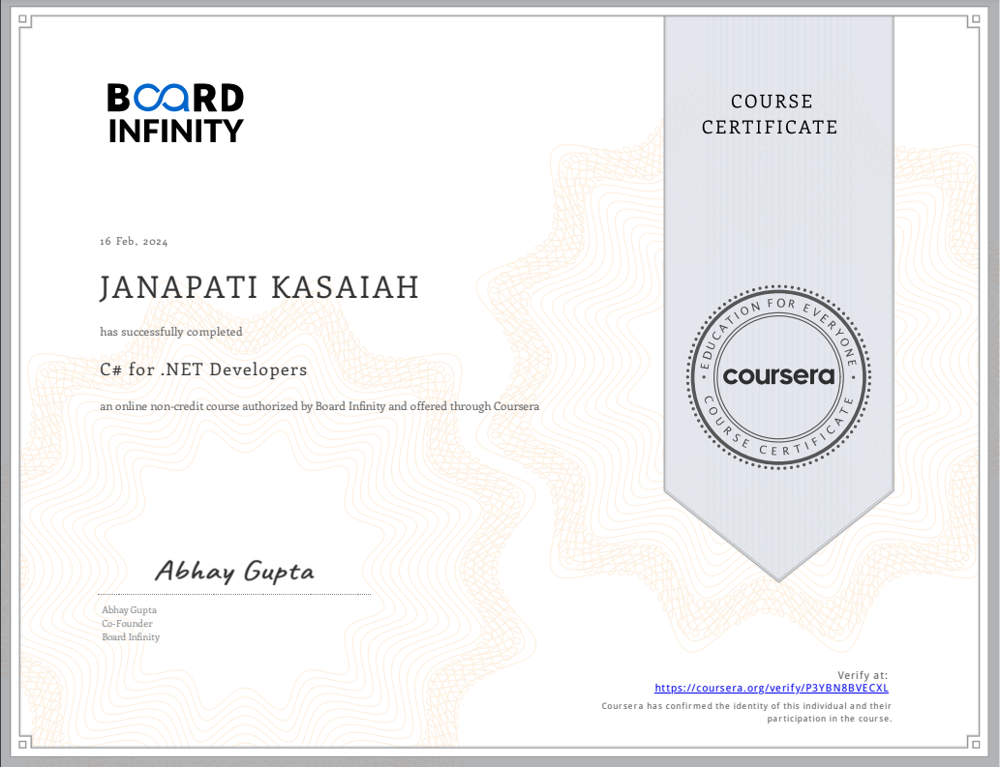 BOARD
INFINITY
COURSE
CERTIFICATE
16 Feb, 2024
JANAPATI KASAIAH
has successfully completed
C# for .NET Developers
an online non-credit course authorized by Board Infinity and offered through Coursera
EDUCATION FOR EVERYONE
coursera
COURSE CERTIFICATE
Abhay Gupta
Abhay Gupta
Co-Founder
Board Infinity
Verify at:
https://coursera.org/verify/P3YBN8BVECXL
Coursera has confirmed the identity of this individual and their
participation in the course.